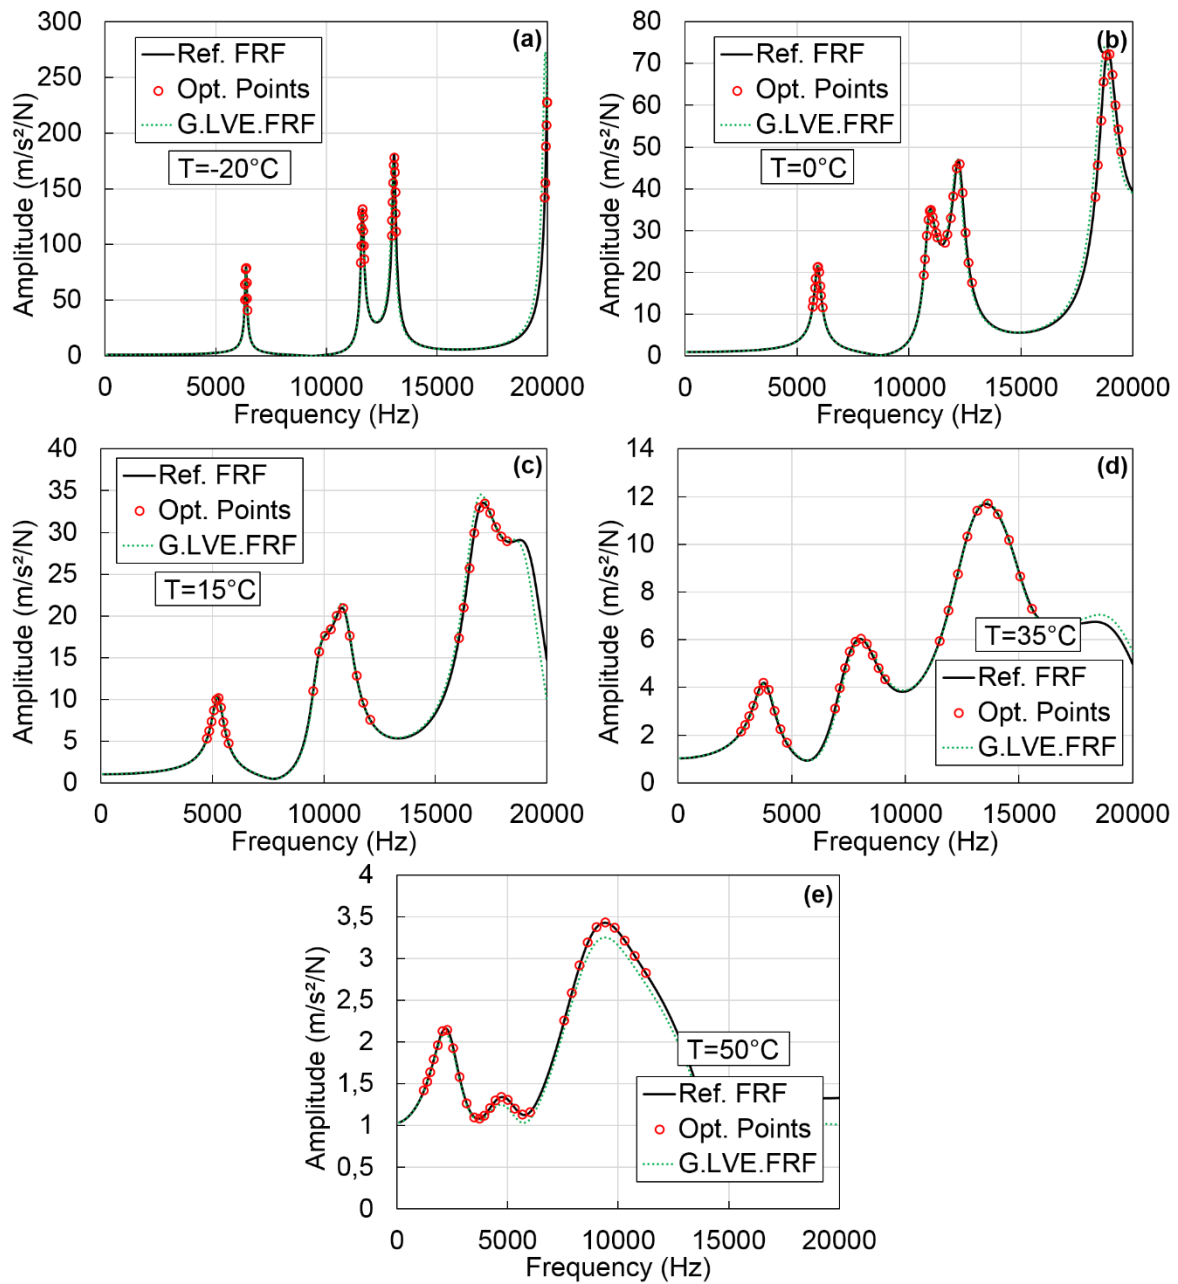 (a)
Ref. FRF
Opt. Points
G.LVE.FRF
T=-20°C
Amplitude (m/s²/N)
300
250
200
150
100
50
0
0 5000 10000 15000 20000
Frequency (Hz)
(b)
Ref. FRF
Opt. Points
G.LVE.FRF
T=0°C
Amplitude (m/s²/N)
80
70
60
50
40
30
20
10
0
0 5000 10000 15000 20000
Frequency (Hz)
(c)
Ref. FRF
Opt. Points
G.LVE.FRF
T=15°C
Amplitude (m/s²/N)
40
35
30
25
20
15
10
5
0
0 5000 10000 15000 20000
Frequency (Hz)
(d)
T=35°C
Ref. FRF
Opt. Points
G.LVE.FRF
Amplitude (m/s²/N)
14
12
10
8
6
4
2
0
0 5000 10000 15000 20000
Frequency (Hz)
(e)
T=50°C
Ref. FRF
Opt. Points
G.LVE.FRF
Amplitude (m/s²/N)
4
3,5
3
2,5
2
1,5
1
0,5
0
0 5000 10000 15000 20000
Frequency (Hz)